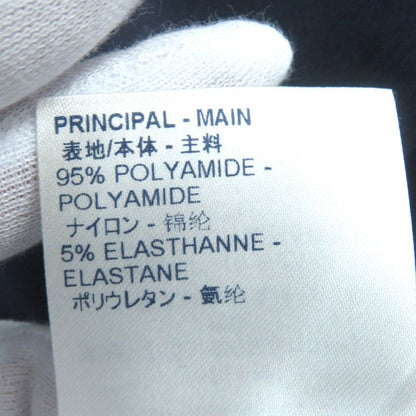 PRINCIPAL - MAIN
表地/本体 - 主料
95% POLYAMIDE -
POLYAMIDE
ナイロン - 锦纶
5% ELASTHANNE -
ELASTANE
ポリウレタン - 氨纶